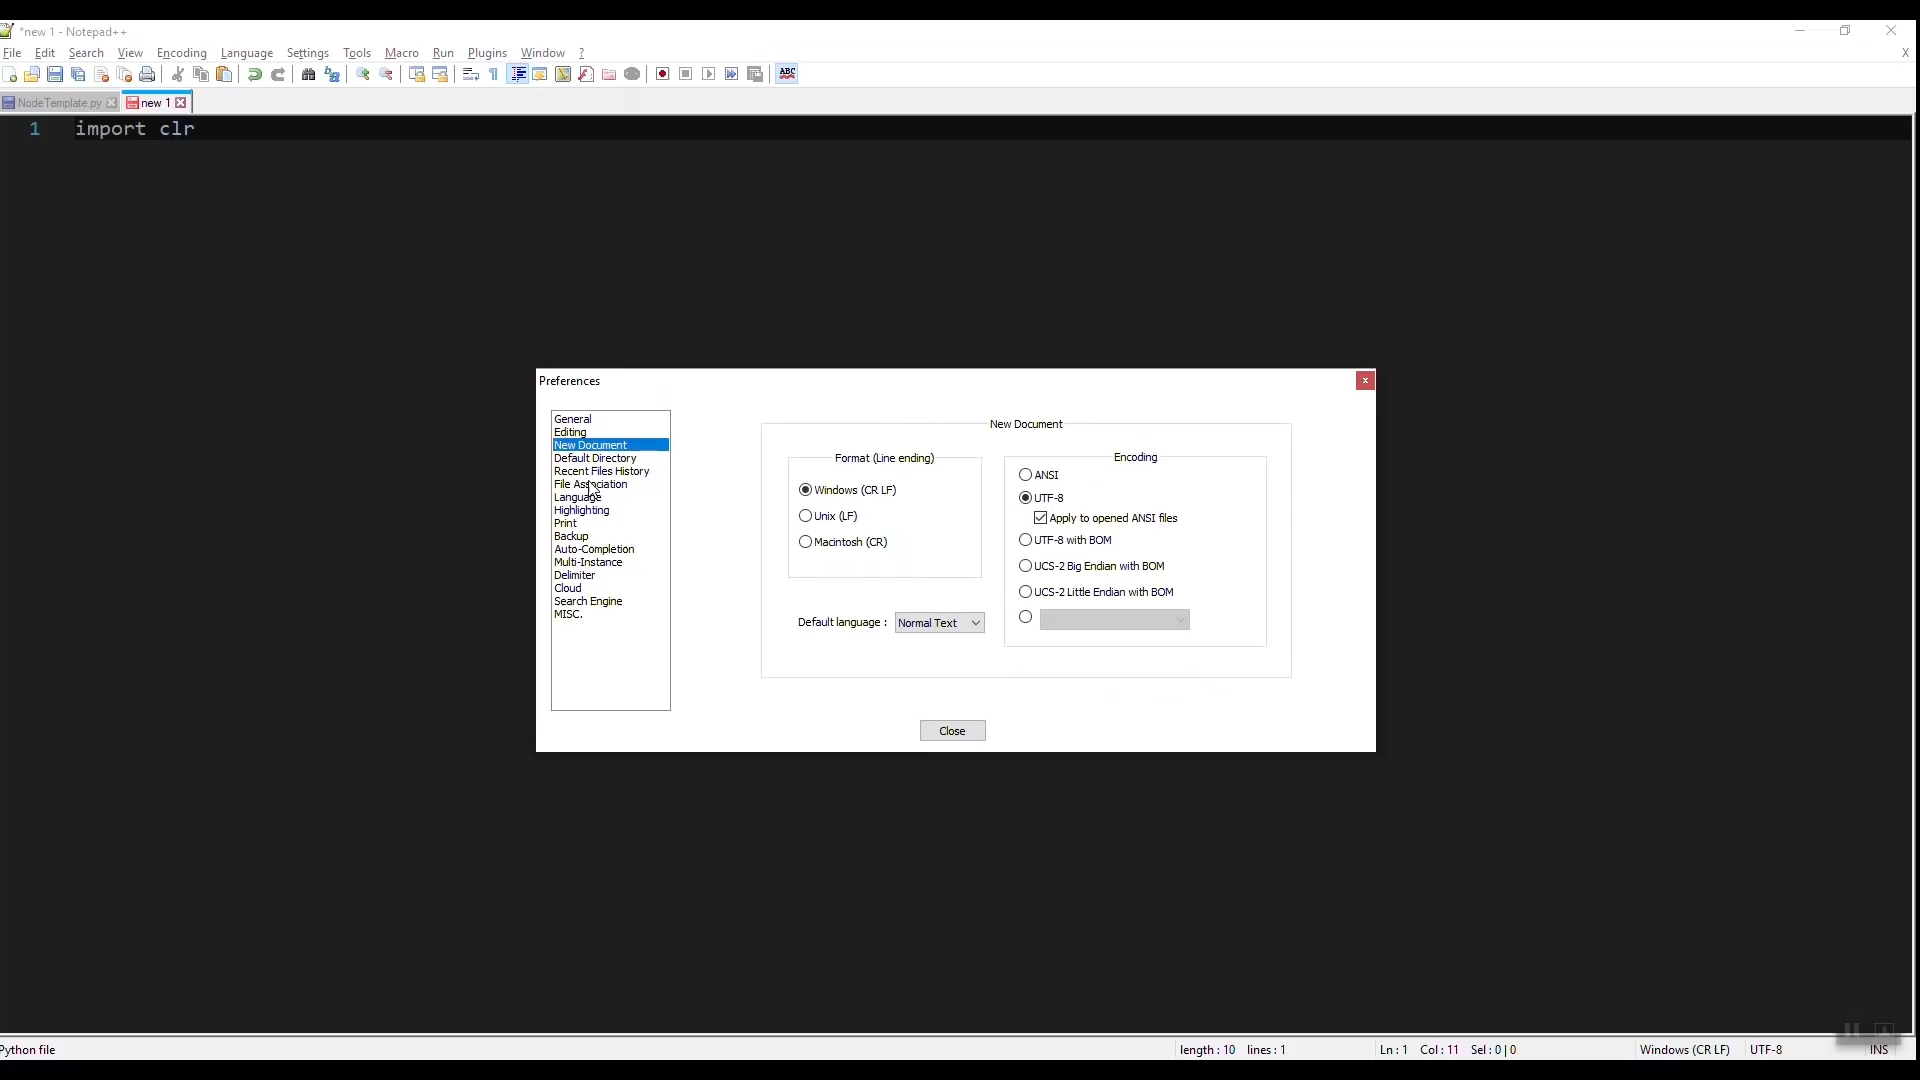 *new 1 - Notepad++
File Edit Search View Encoding Language Settings Tools Macro Run Plugins Window ? X
ABC
NodeTemplate.py new 1
1 import clr
Preferences x
General
Editing
New Document
Default Directory
Recent Files History
File Association
Language
Highlighting
Print
Backup
Auto-Completion
Multi-Instance
Delimiter
Cloud
Search Engine
MISC.
New Document
Format (Line ending)
Windows (CR LF)
Unix (LF)
Macintosh (CR)
Default language : Normal Text
Encoding
ANSI
UTF-8
Apply to opened ANSI files
UTF-8 with BOM
UCS-2 Big Endian with BOM
UCS-2 Little Endian with BOM
Close
Python file length : 10 lines : 1 Ln : 1 Col : 11 Sel : 0 | 0 Windows (CR LF) UTF-8 INS